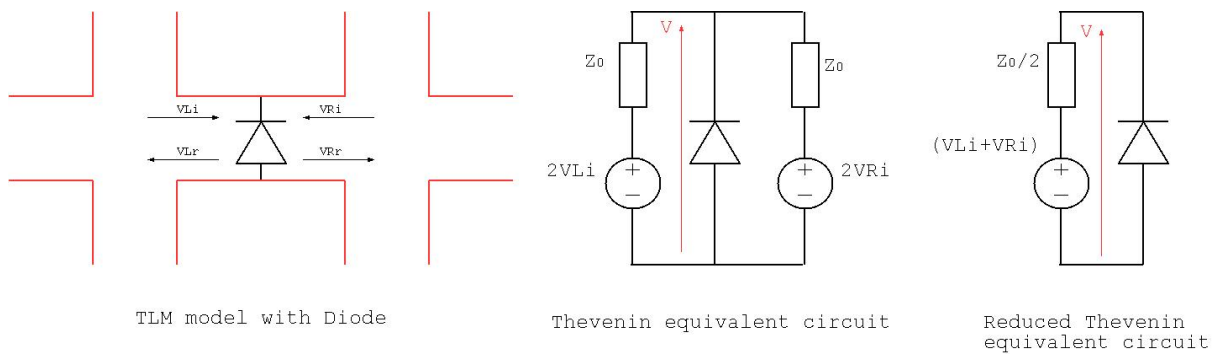 VLi
VRi
VLr
VRr
TLM model with Diode
V
Z0
Z0
2VLi
+
−
+
−
2VRi
Thevenin equivalent circuit
V
Z0/2
(VLi+VRi)
+
−
Reduced Thevenin
equivalent circuit